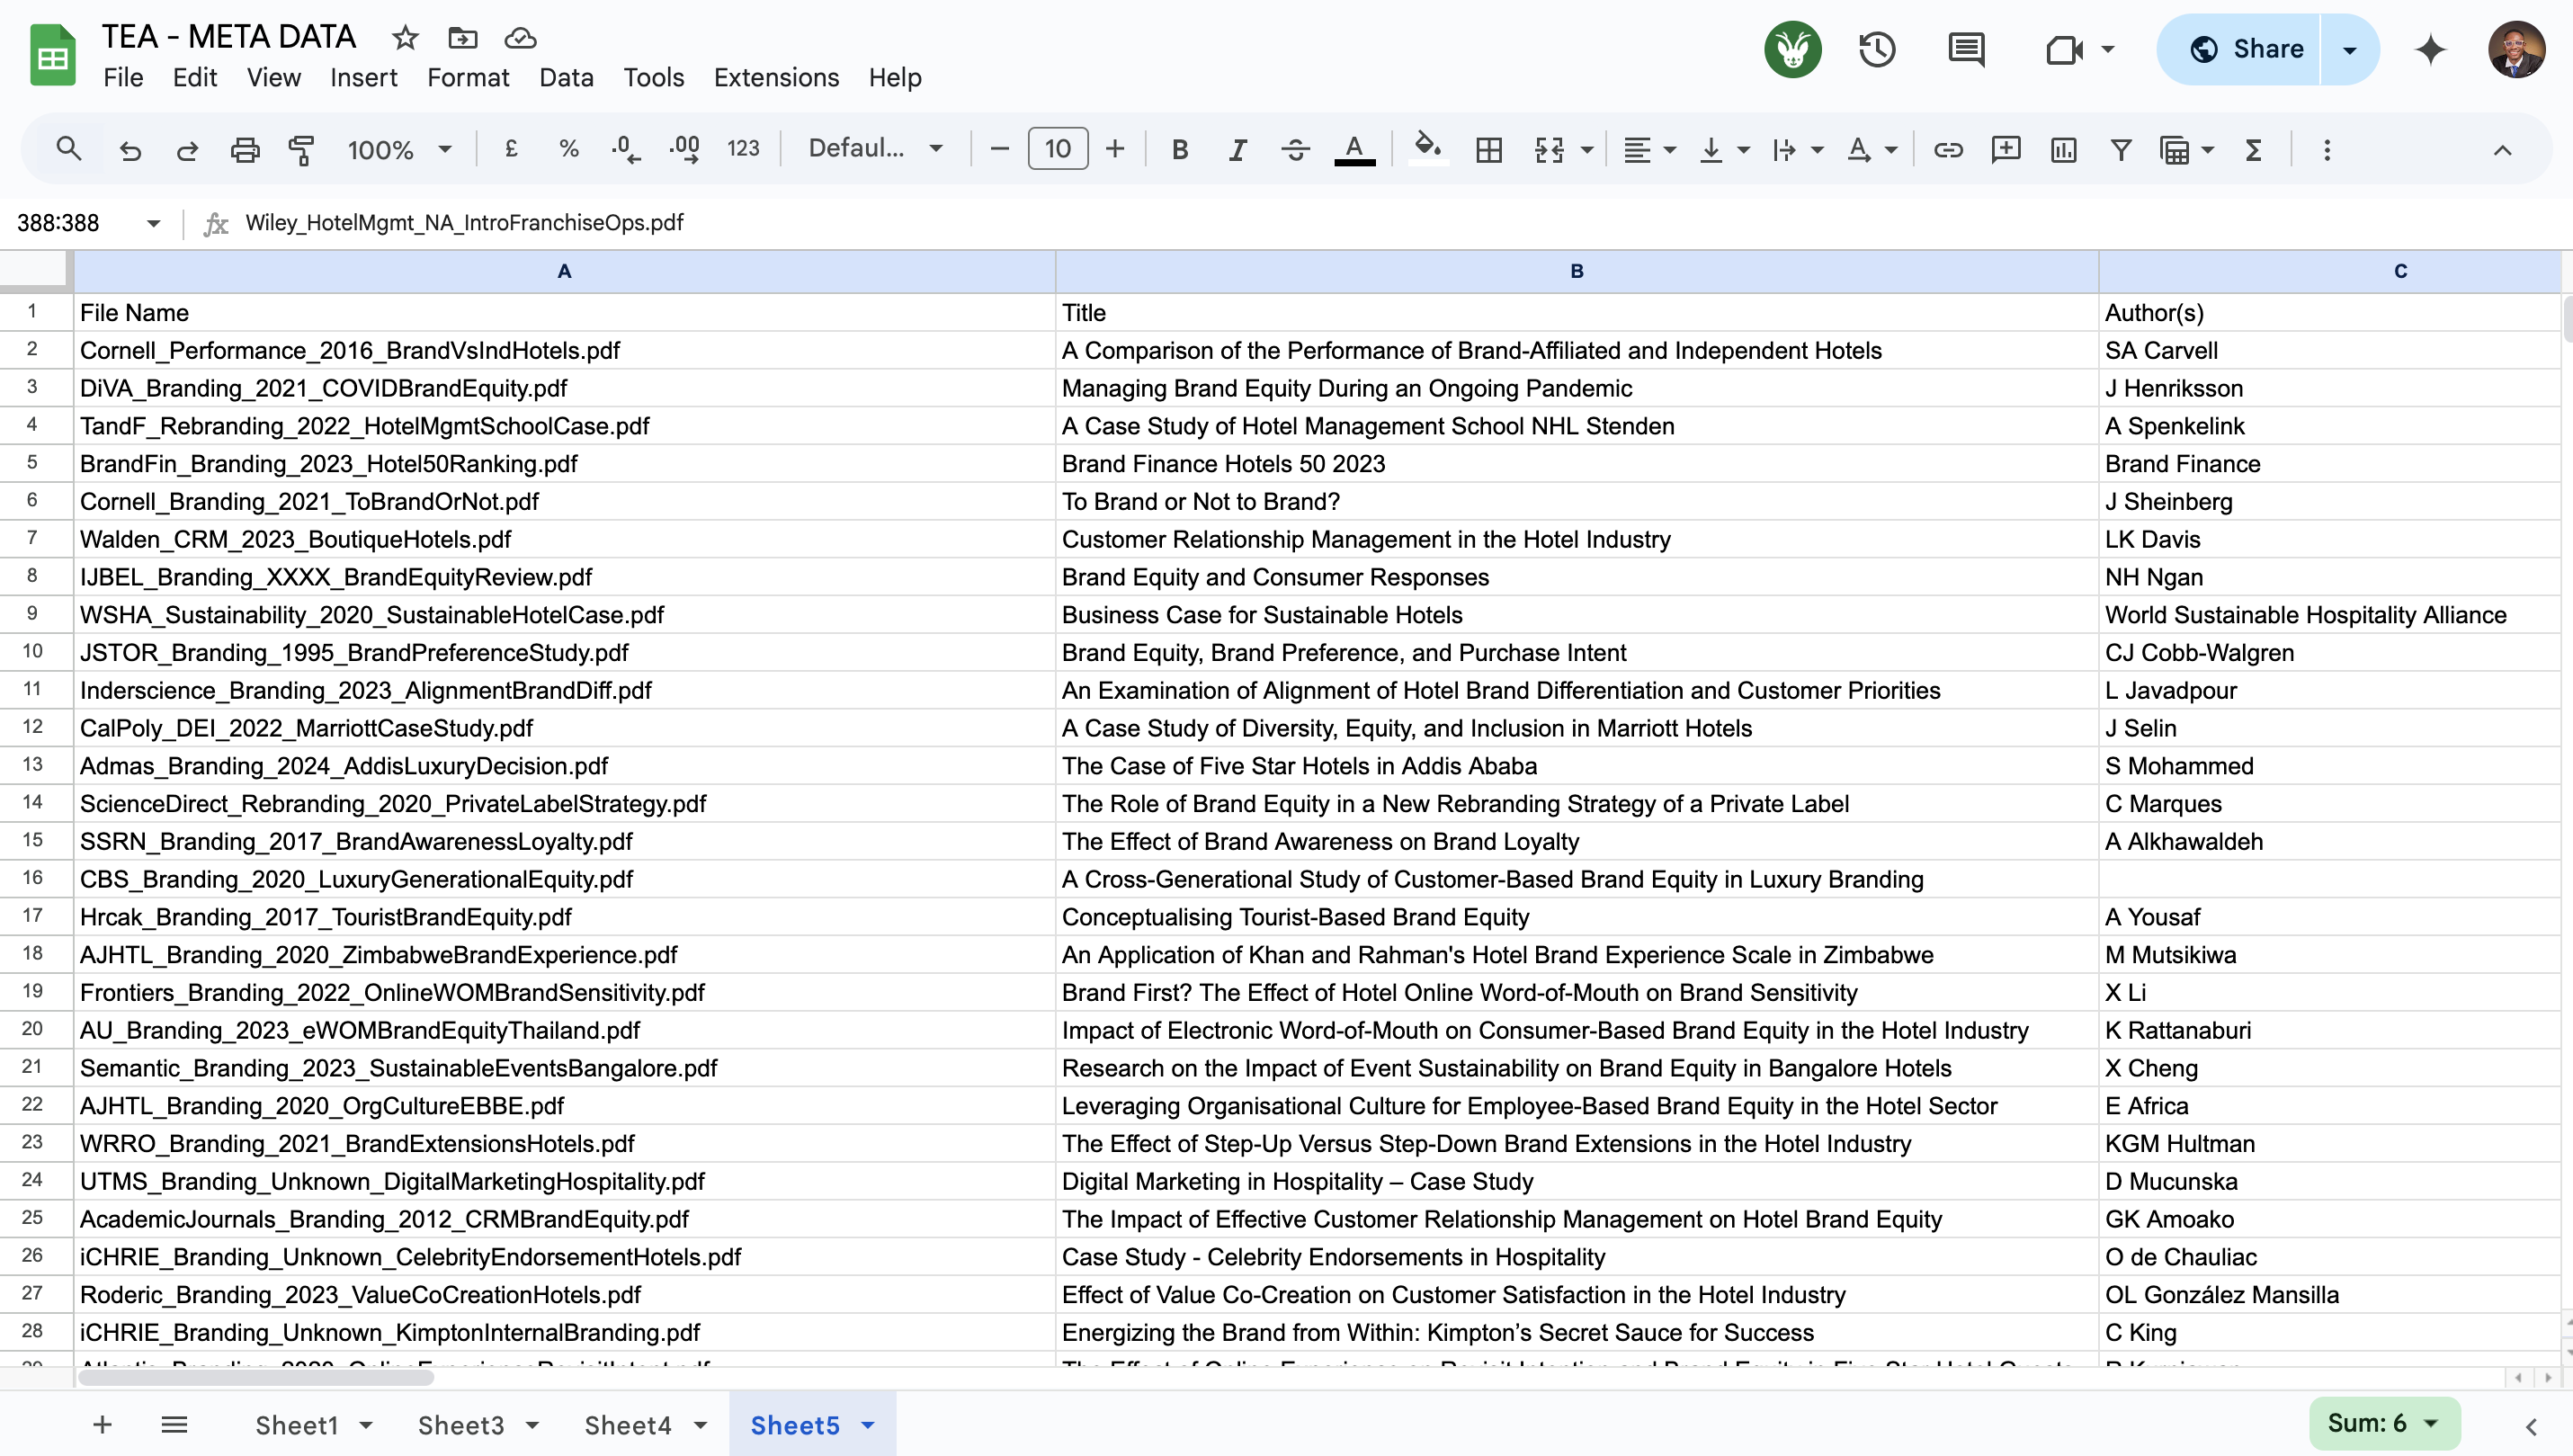 TEA - META DATA
File Edit View Insert Format Data Tools Extensions Help
Share
100% £ % .0 .00 123 Defaul... 10 B I A A
388:388 fx Wiley_HotelMgmt_NA_IntroFranchiseOps.pdf
A B C
1 File Name Title Author(s)
2 Cornell_Performance_2016_BrandVsIndHotels.pdf A Comparison of the Performance of Brand-Affiliated and Independent Hotels SA Carvell
3 DiVA_Branding_2021_COVIDBrandEquity.pdf Managing Brand Equity During an Ongoing Pandemic J Henriksson
4 TandF_Rebranding_2022_HotelMgmtSchoolCase.pdf A Case Study of Hotel Management School NHL Stenden A Spenkelink
5 BrandFin_Branding_2023_Hotel50Ranking.pdf Brand Finance Hotels 50 2023 Brand Finance
6 Cornell_Branding_2021_ToBrandOrNot.pdf To Brand or Not to Brand? J Sheinberg
7 Walden_CRM_2023_BoutiqueHotels.pdf Customer Relationship Management in the Hotel Industry LK Davis
8 IJBEL_Branding_XXXX_BrandEquityReview.pdf Brand Equity and Consumer Responses NH Ngan
9 WSHA_Sustainability_2020_SustainableHotelCase.pdf Business Case for Sustainable Hotels World Sustainable Hospitality Alliance
10 JSTOR_Branding_1995_BrandPreferenceStudy.pdf Brand Equity, Brand Preference, and Purchase Intent CJ Cobb-Walgren
11 Inderscience_Branding_2023_AlignmentBrandDiff.pdf An Examination of Alignment of Hotel Brand Differentiation and Customer Priorities L Javadpour
12 CalPoly_DEI_2022_MarriottCaseStudy.pdf A Case Study of Diversity, Equity, and Inclusion in Marriott Hotels J Selin
13 Admas_Branding_2024_AddisLuxuryDecision.pdf The Case of Five Star Hotels in Addis Ababa S Mohammed
14 ScienceDirect_Rebranding_2020_PrivateLabelStrategy.pdf The Role of Brand Equity in a New Rebranding Strategy of a Private Label C Marques
15 SSRN_Branding_2017_BrandAwarenessLoyalty.pdf The Effect of Brand Awareness on Brand Loyalty A Alkhawaldeh
16 CBS_Branding_2020_LuxuryGenerationalEquity.pdf A Cross-Generational Study of Customer-Based Brand Equity in Luxury Branding
17 Hrcak_Branding_2017_TouristBrandEquity.pdf Conceptualising Tourist-Based Brand Equity A Yousaf
18 AJHTL_Branding_2020_ZimbabweBrandExperience.pdf An Application of Khan and Rahman's Hotel Brand Experience Scale in Zimbabwe M Mutsikiwa
19 Frontiers_Branding_2022_OnlineWOMBrandSensitivity.pdf Brand First? The Effect of Hotel Online Word-of-Mouth on Brand Sensitivity X Li
20 AU_Branding_2023_eWOMBrandEquityThailand.pdf Impact of Electronic Word-of-Mouth on Consumer-Based Brand Equity in the Hotel Industry K Rattanaburi
21 Semantic_Branding_2023_SustainableEventsBangalore.pdf Research on the Impact of Event Sustainability on Brand Equity in Bangalore Hotels X Cheng
22 AJHTL_Branding_2020_OrgCultureEBBE.pdf Leveraging Organisational Culture for Employee-Based Brand Equity in the Hotel Sector E Africa
23 WRRO_Branding_2021_BrandExtensionsHotels.pdf The Effect of Step-Up Versus Step-Down Brand Extensions in the Hotel Industry KGM Hultman
24 UTMS_Branding_Unknown_DigitalMarketingHospitality.pdf Digital Marketing in Hospitality – Case Study D Mucunska
25 AcademicJournals_Branding_2012_CRMBrandEquity.pdf The Impact of Effective Customer Relationship Management on Hotel Brand Equity GK Amoako
26 iCHRIE_Branding_Unknown_CelebrityEndorsementHotels.pdf Case Study - Celebrity Endorsements in Hospitality O de Chauliac
27 Roderic_Branding_2023_ValueCoCreationHotels.pdf Effect of Value Co-Creation on Customer Satisfaction in the Hotel Industry OL González Mansilla
28 iCHRIE_Branding_Unknown_KimptonInternalBranding.pdf Energizing the Brand from Within: Kimpton’s Secret Sauce for Success C King
Sheet1 Sheet3 Sheet4 Sheet5 Sum: 6